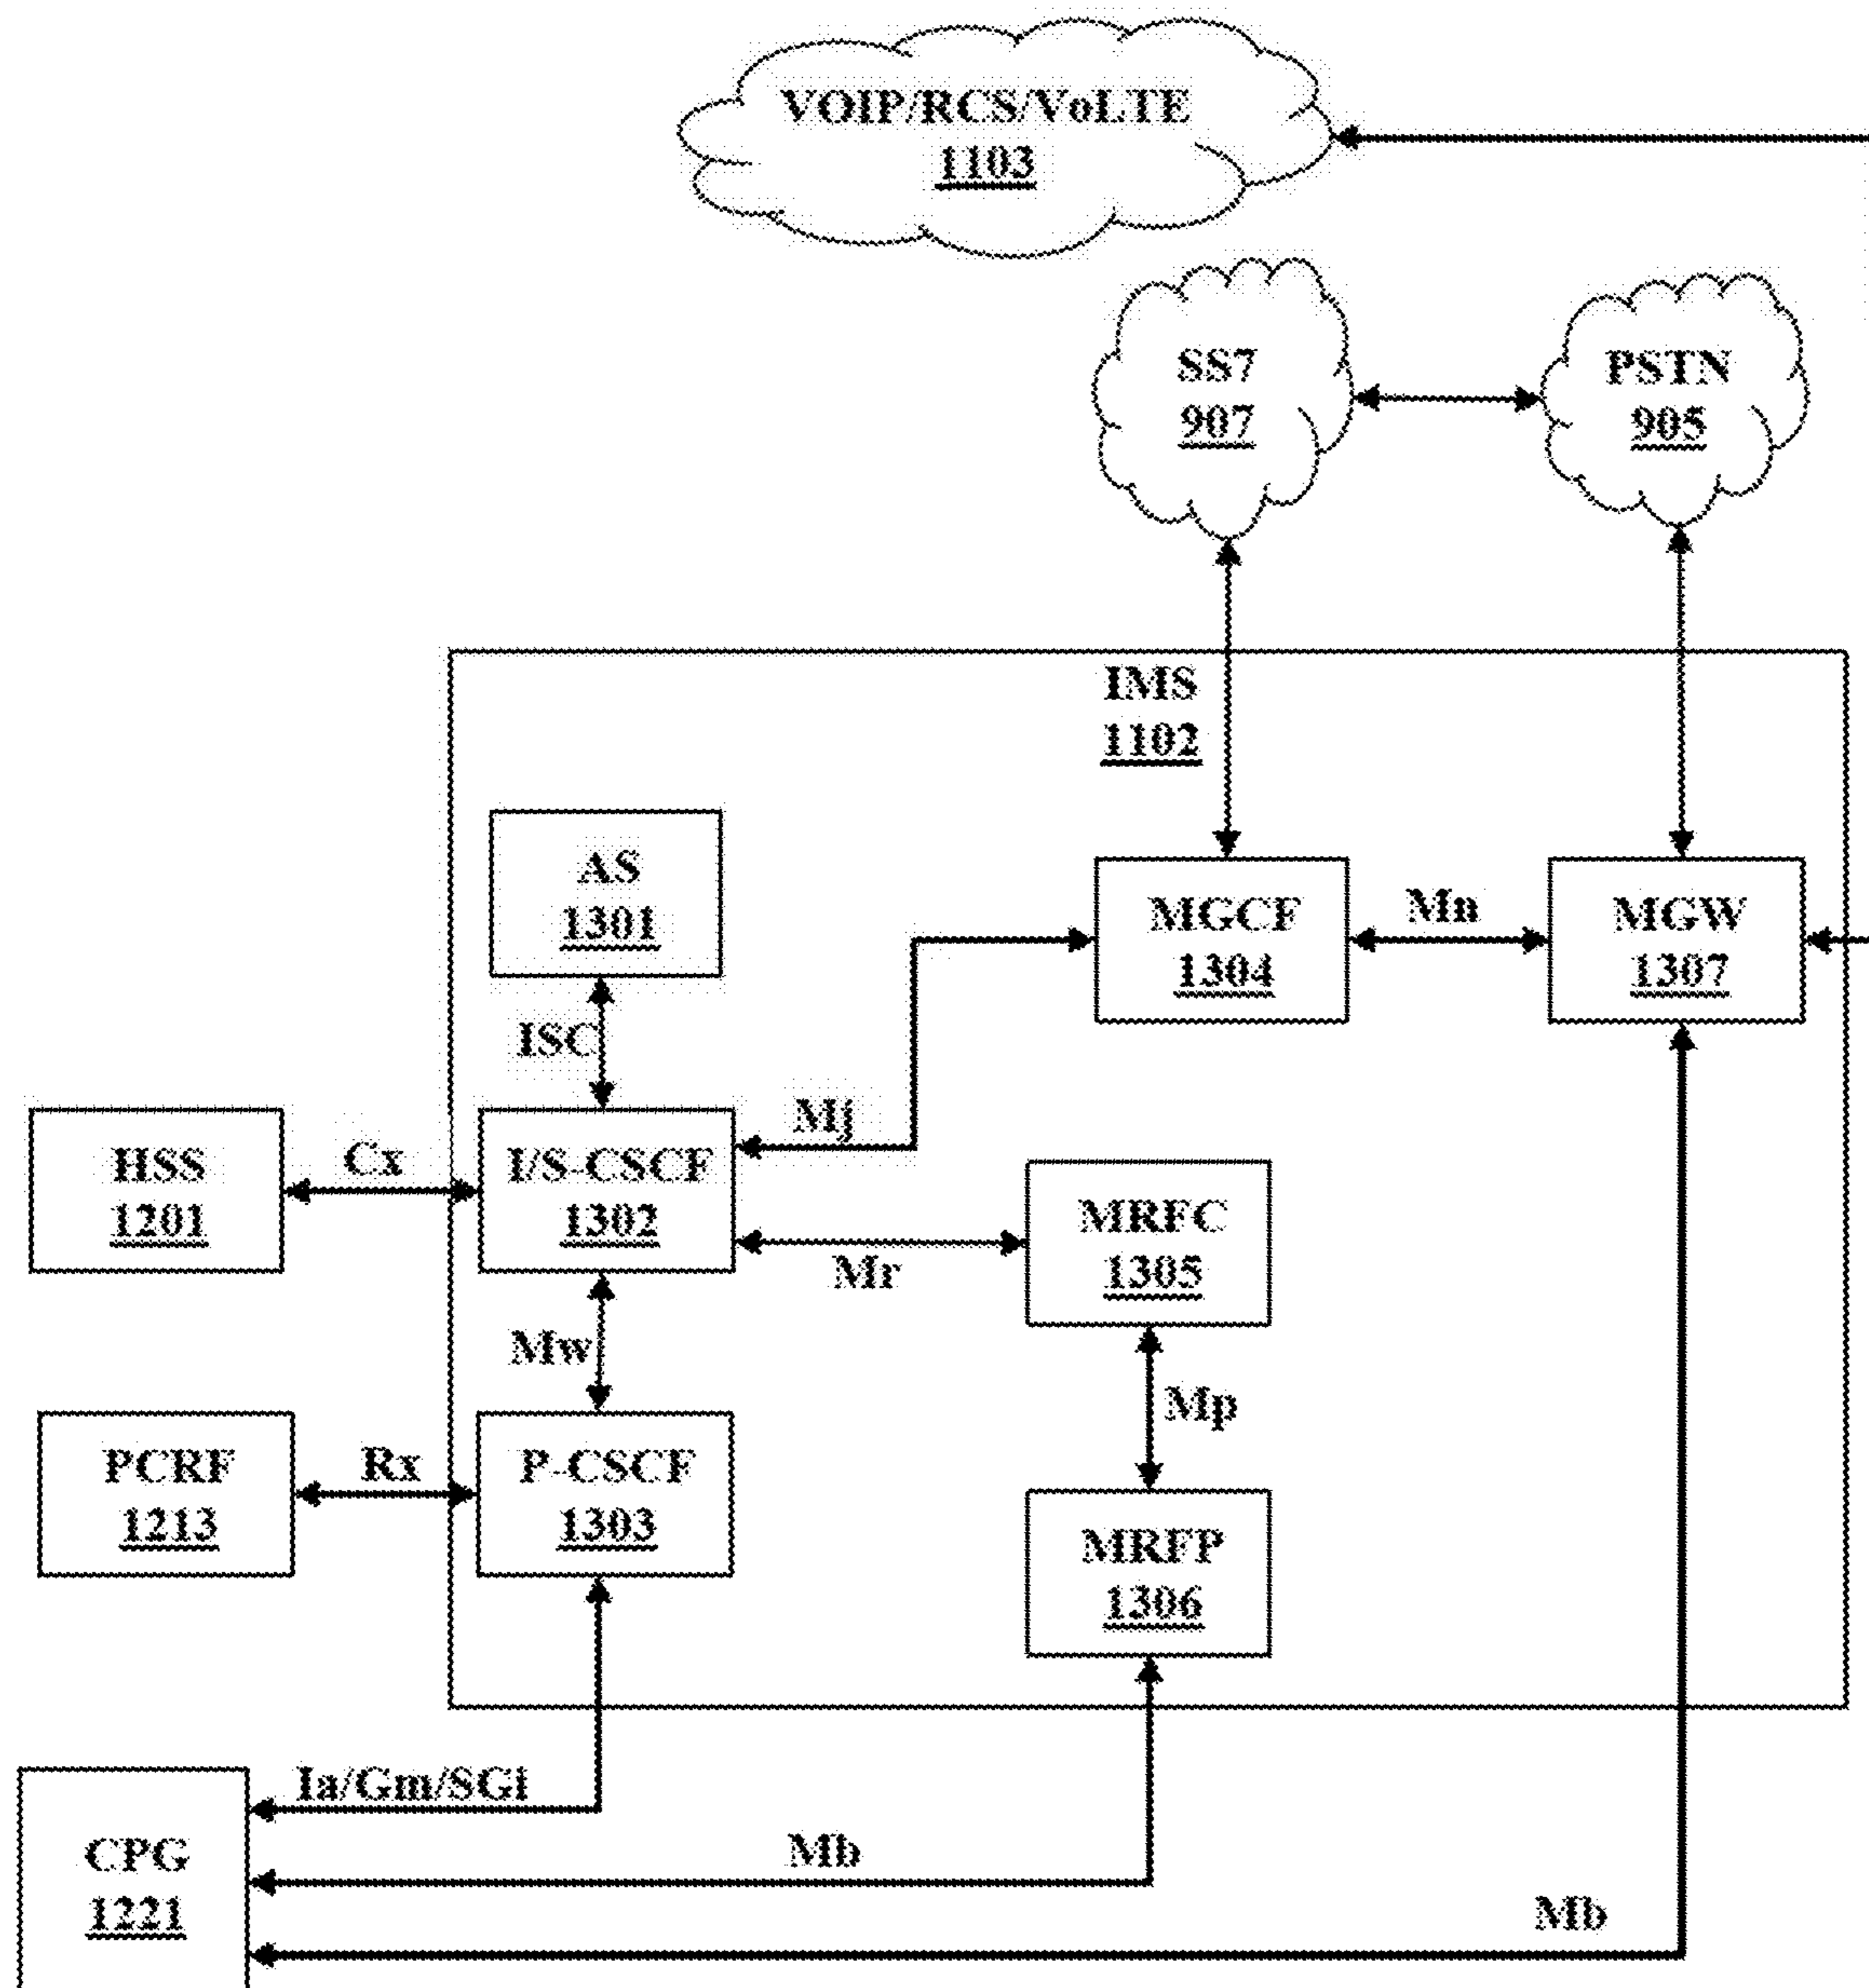 VOIP/RCS/VoLTE
1103
SS7
907
PSTN
905
IMS
1102
AS
1301
MGCF
1304
Mn
MGW
1307
ISC
Mj
HSS
1201
Cx
I/S-CSCF
1302
MRFC
1305
Mr
Mw
Mp
PCRF
1213
Rx
P-CSCF
1303
MRFP
1306
Ia/Gm/SGi
CPG
1221
Mb
Mb